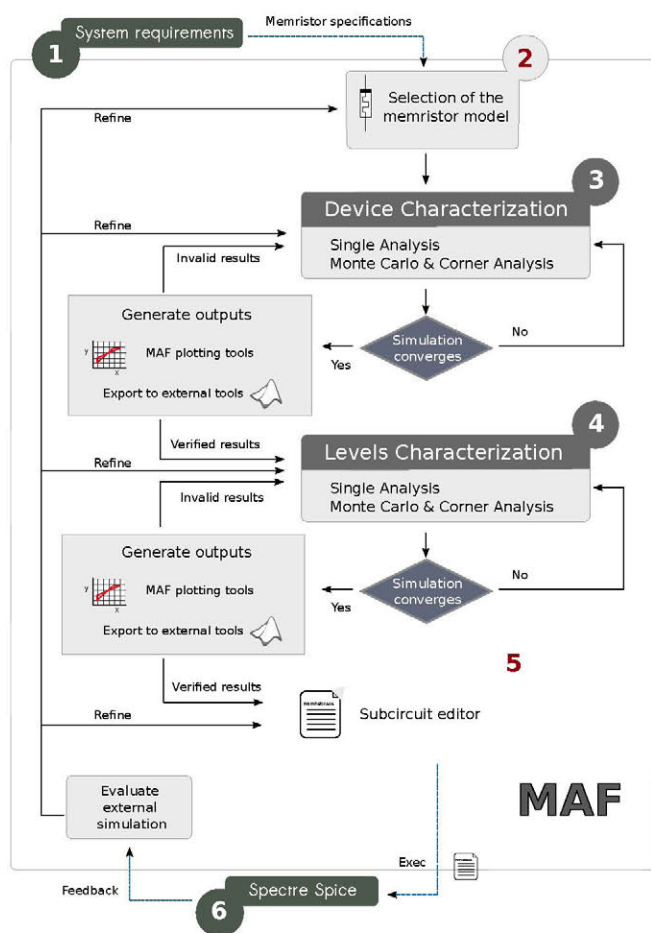 Memristor specifications
1
System requirements
2
Selection of the
memristor model
Refine
3
Device Characterization
Refine
Invalid results
Single Analysis
Monte Carlo & Corner Analysis
Generate outputs
y
x
MAF plotting tools
Export to external tools
Simulation
converges
Yes
No
Verified results
4
Levels Characterization
Refine
Invalid results
Single Analysis
Monte Carlo & Corner Analysis
Generate outputs
y
x
MAF plotting tools
Export to external tools
Simulation
converges
Yes
No
5
Verified results
Refine
Subcircuit editor
Evaluate
external
simulation
MAF
Exec
Feedback
6
Spectre Spice